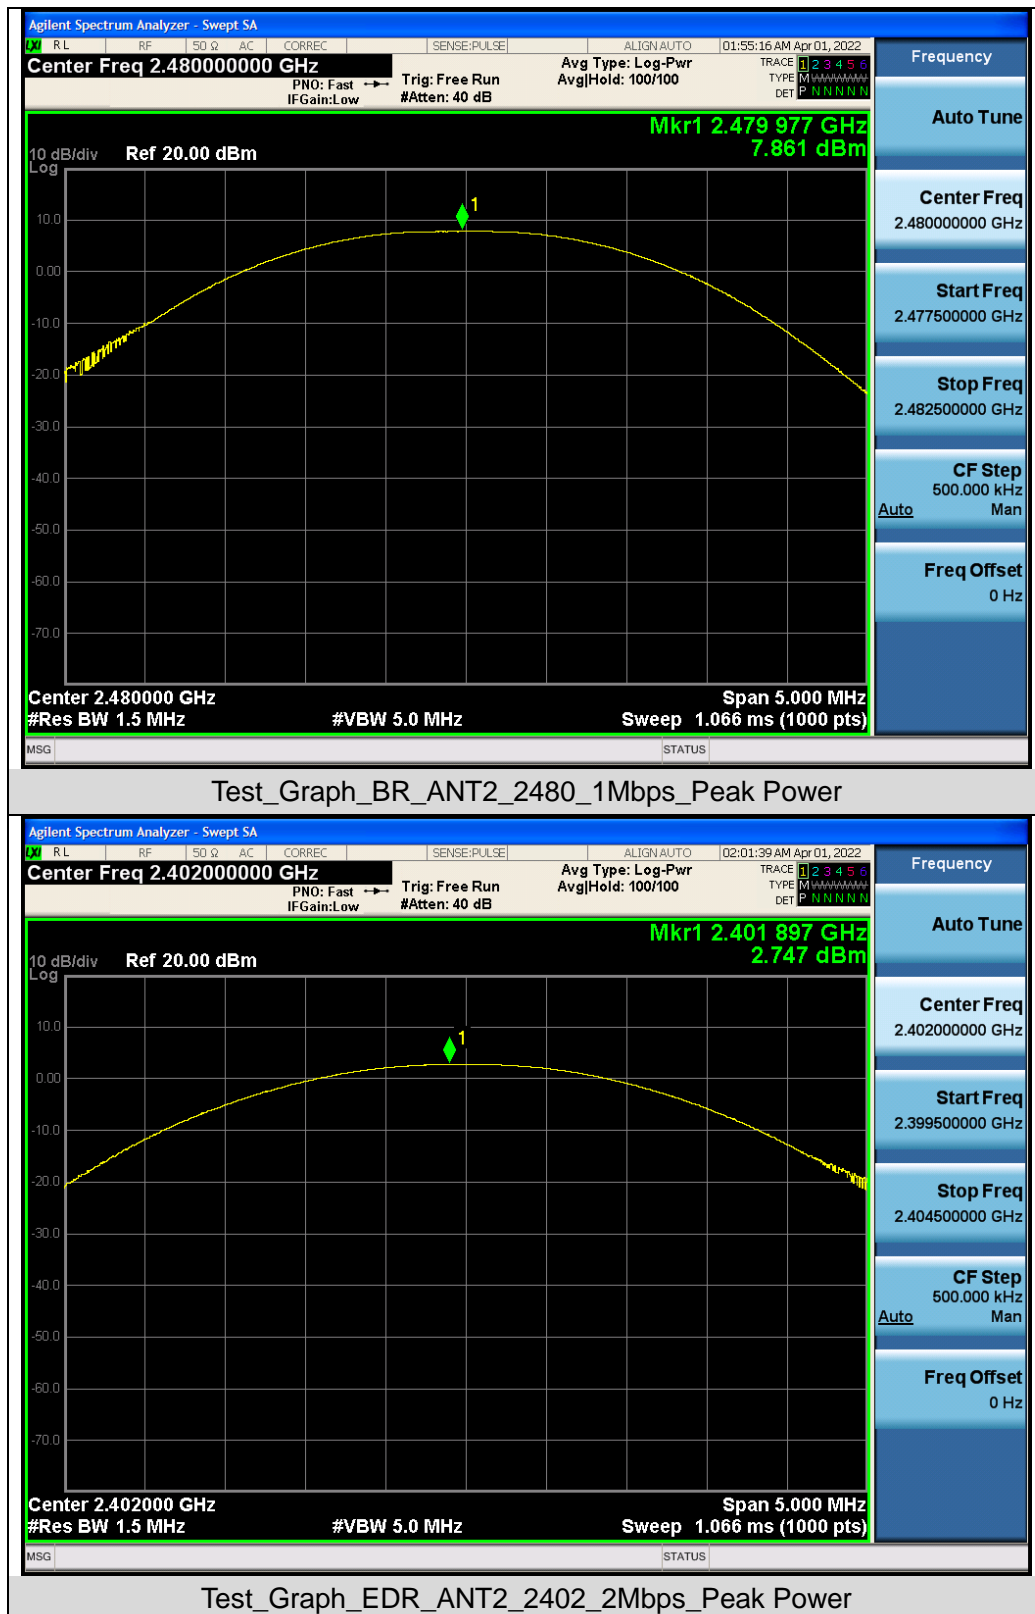 Agilent Spectrum Analyzer - Swept SA
LXI RL RF 50 Ω AC CORREC SENSE:PULSE ALIGN AUTO 01:55:16 AM Apr 01, 2022
Center Freq 2.480000000 GHz
PNO: Fast
IFGain:Low
Trig: Free Run
#Atten: 40 dB
Avg Type: Log-Pwr
Avg|Hold: 100/100
TRACE 1 2 3 4 5 6
TYPE M
DET P N N N N N
Mkr1 2.479 977 GHz
7.861 dBm
10 dB/div Ref 20.00 dBm
Log
1
10.0
0.00
-10.0
-20.0
-30.0
-40.0
-50.0
-60.0
-70.0
Center 2.480000 GHz Span 5.000 MHz
#Res BW 1.5 MHz #VBW 5.0 MHz Sweep 1.066 ms (1000 pts)
MSG STATUS
Frequency
Auto Tune
Center Freq
2.480000000 GHz
Start Freq
2.477500000 GHz
Stop Freq
2.482500000 GHz
CF Step
500.000 kHz
Auto Man
Freq Offset
0 Hz
Test_Graph_BR_ANT2_2480_1Mbps_Peak Power
Agilent Spectrum Analyzer - Swept SA
LXI RL RF 50 Ω AC CORREC SENSE:PULSE ALIGN AUTO 02:01:39 AM Apr 01, 2022
Center Freq 2.402000000 GHz
PNO: Fast
IFGain:Low
Trig: Free Run
#Atten: 40 dB
Avg Type: Log-Pwr
Avg|Hold: 100/100
TRACE 1 2 3 4 5 6
TYPE M
DET P N N N N N
Mkr1 2.401 897 GHz
2.747 dBm
10 dB/div Ref 20.00 dBm
Log
1
10.0
0.00
-10.0
-20.0
-30.0
-40.0
-50.0
-60.0
-70.0
Center 2.402000 GHz Span 5.000 MHz
#Res BW 1.5 MHz #VBW 5.0 MHz Sweep 1.066 ms (1000 pts)
MSG STATUS
Frequency
Auto Tune
Center Freq
2.402000000 GHz
Start Freq
2.399500000 GHz
Stop Freq
2.404500000 GHz
CF Step
500.000 kHz
Auto Man
Freq Offset
0 Hz
Test_Graph_EDR_ANT2_2402_2Mbps_Peak Power